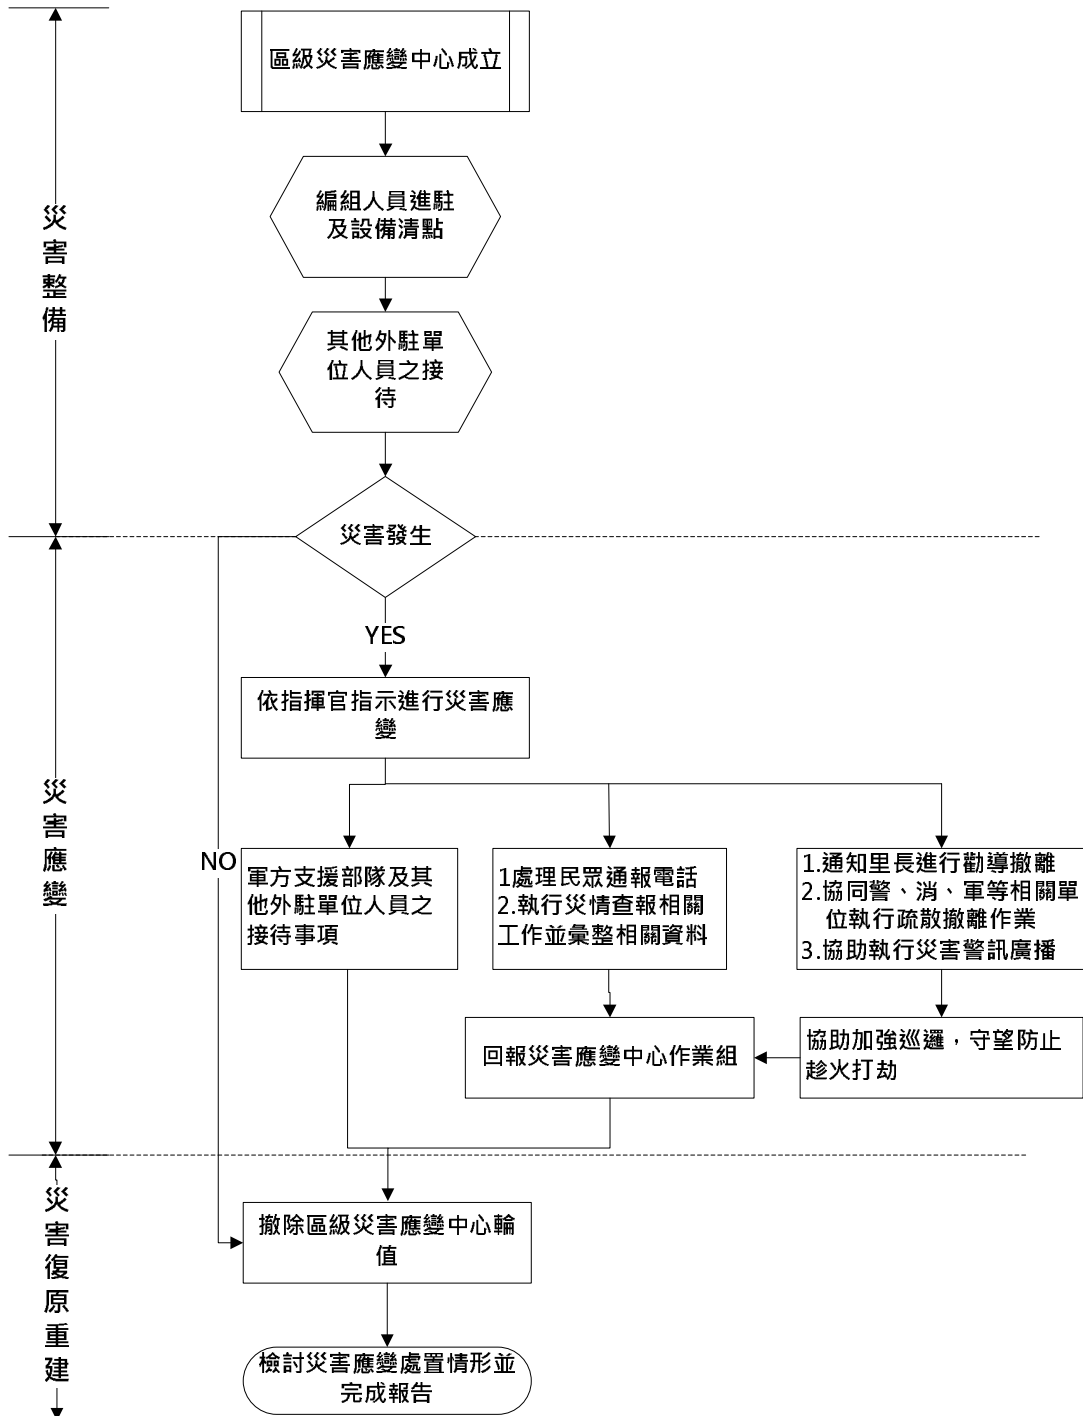 區級災害應變中心成立
編組人員進駐
及設備清點
災害整備
其他外駐單
位人員之接
待
災害發生
YES
依指揮官指示進行災害應
變
災害應變
NO
軍方支援部隊及其
他外駐單位人員之
接待事項
1處理民眾通報電話
2.執行災情查報相關
工作並彙整相關資料
1.通知里長進行勸導撤離
2.協同警、消、軍等相關單
位執行疏散撤離作業
3.協助執行災害警訊廣播
回報災害應變中心作業組
協助加強巡邏，守望防止
趁火打劫
災害復原重建
撤除區級災害應變中心輪
值
檢討災害應變處置情形並
完成報告